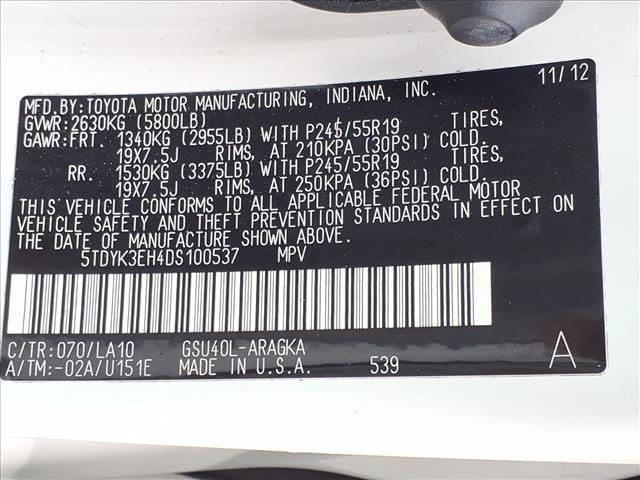 11/12
MFD.BY:TOYOTA MOTOR MANUFACTURING, INDIANA, INC.
GVWR:2630KG (5800LB)
GAWR:FRT. 1340KG (2955LB) WITH P245/55R19 TIRES,
19X7.5J RIMS, AT 210KPA (30PSI) COLD.
RR. 1530KG (3375LB) WITH P245/55R19 TIRES,
19X7.5J RIMS, AT 250KPA (36PSI) COLD.
THIS VEHICLE CONFORMS TO ALL APPLICABLE FEDERAL MOTOR
VEHICLE SAFETY AND THEFT PREVENTION STANDARDS IN EFFECT ON
THE DATE OF MANUFACTURE SHOWN ABOVE.
5TDYK3EH4DS100537 MPV
C/TR:070/LA10 GSU40L-ARAGKA
A/TM:-02A/U151E MADE IN U.S.A. 539 A